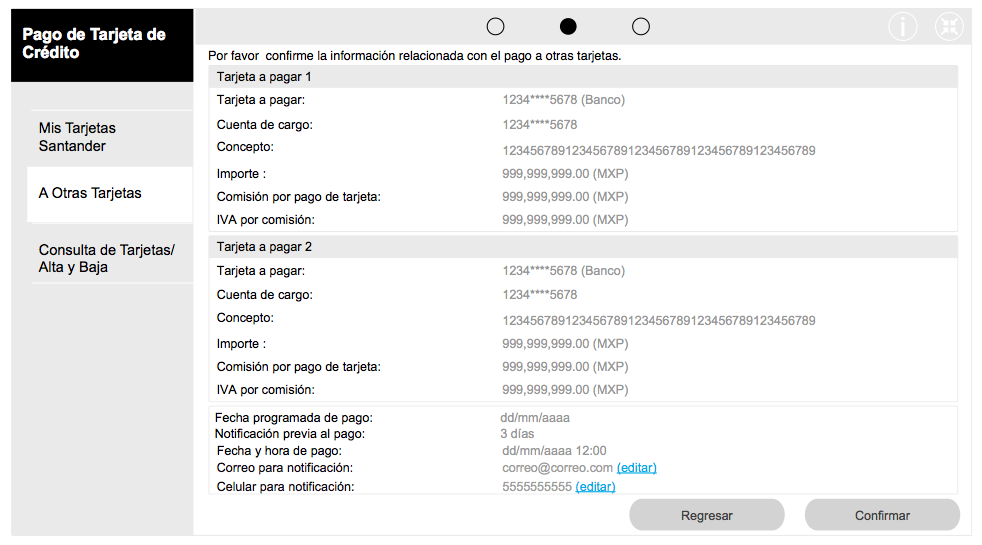 Pago de Tarjeta de
Crédito
Mis Tarjetas
Santander
A Otras Tarjetas
Consulta de Tarjetas/
Alta y Baja
i
Por favor confirme la información relacionada con el pago a otras tarjetas.
Tarjeta a pagar 1
Tarjeta a pagar: 1234****5678 (Banco)
Cuenta de cargo: 1234****5678
Concepto: 123456789123456789123456789123456789123456789
Importe : 999,999,999.00 (MXP)
Comisión por pago de tarjeta: 999,999,999.00 (MXP)
IVA por comisión: 999,999,999.00 (MXP)
Tarjeta a pagar 2
Tarjeta a pagar: 1234****5678 (Banco)
Cuenta de cargo: 1234****5678
Concepto: 123456789123456789123456789123456789123456789
Importe : 999,999,999.00 (MXP)
Comisión por pago de tarjeta: 999,999,999.00 (MXP)
IVA por comisión: 999,999,999.00 (MXP)
Fecha programada de pago: dd/mm/aaaa
Notificación previa al pago: 3 días
Fecha y hora de pago: dd/mm/aaaa 12:00
Correo para notificación: correo@correo.com (editar)
Celular para notificación: 5555555555 (editar)
Regresar Confirmar